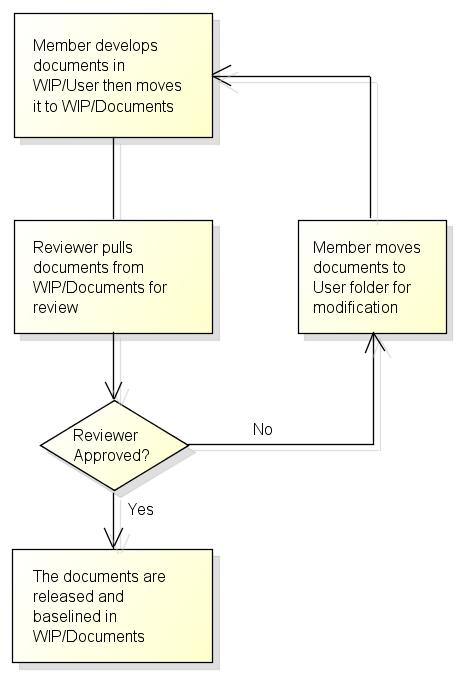 Member develops
documents in
WIP/User then moves
it to WIP/Documents
Reviewer pulls
documents from
WIP/Documents for
review
Member moves
documents to
User folder for
modification
Reviewer
Approved?
No
Yes
The documents are
released and
baselined in
WIP/Documents